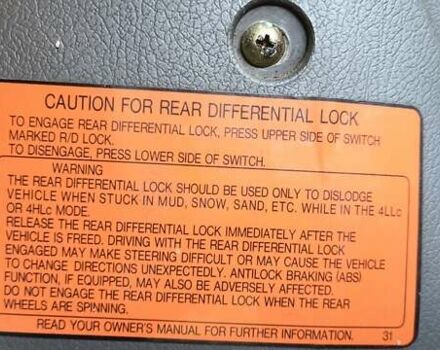 CAUTION FOR REAR DIFFERENTIAL LOCK
TO ENGAGE REAR DIFFERENTIAL LOCK, PRESS UPPER SIDE OF SWITCH
MARKED R/D LOCK.
TO DISENGAGE, PRESS LOWER SIDE OF SWITCH.
WARNING
THE REAR DIFFERENTIAL LOCK SHOULD BE USED ONLY TO DISLODGE
VEHICLE WHEN STUCK IN MUD, SNOW, SAND, ETC. WHILE IN THE 4LLc
OR 4HLc MODE.
RELEASE THE REAR DIFFERENTIAL LOCK IMMEDIATELY AFTER THE
VEHICLE IS FREED. DRIVING WITH THE REAR DIFFERENTIAL LOCK
ENGAGED MAY MAKE STEERING DIFFICULT OR MAY CAUSE THE VEHICLE
TO CHANGE DIRECTIONS UNEXPECTEDLY. ANTILOCK BRAKING (ABS)
FUNCTION, IF EQUIPPED, MAY ALSO BE ADVERSELY AFFECTED.
DO NOT ENGAGE THE REAR DIFFERENTIAL LOCK WHEN THE REAR
WHEELS ARE SPINNING.
READ YOUR OWNER'S MANUAL FOR FURTHER INFORMATION. 31